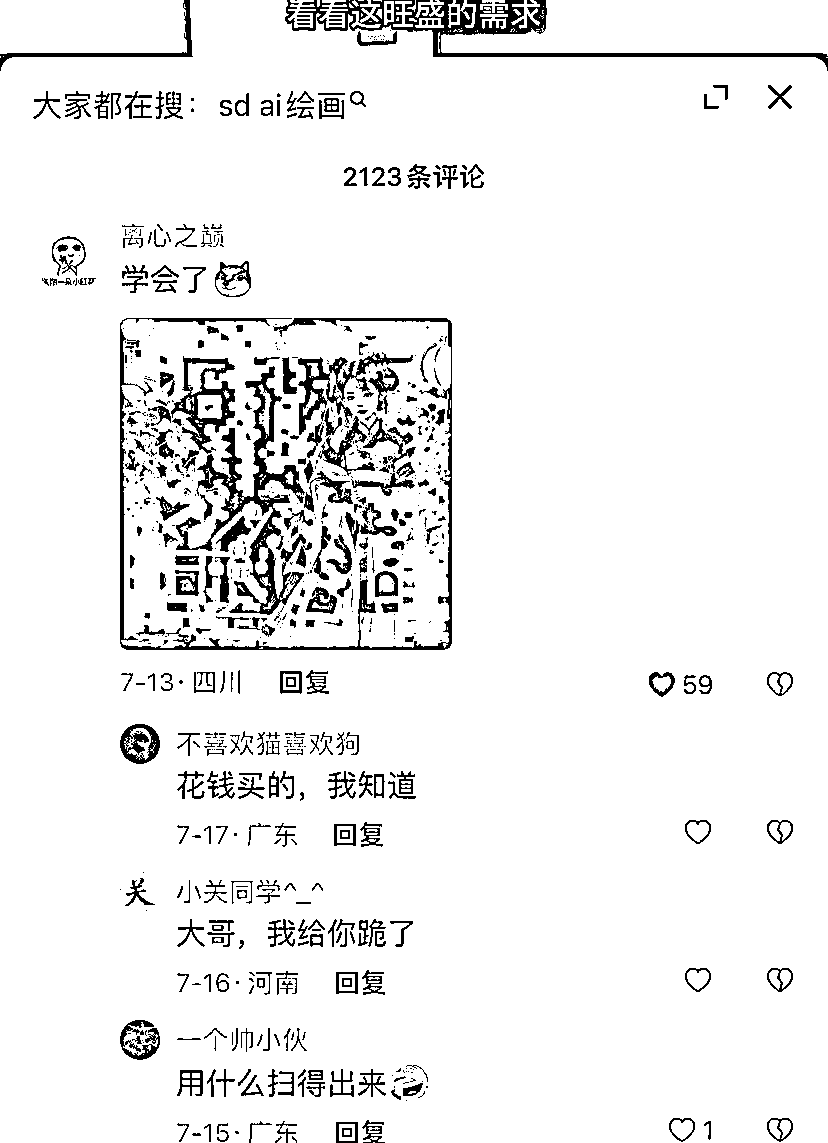 看看这旺盛的需求
大家都在搜： sd ai绘画
2123条评论
离心之巅
学会了
7-13·四川 回复
59
不喜欢猫喜欢狗
花钱买的，我知道
7-17·广东 回复
关
小关同学^_^
大哥，我给你跪了
7-16·河南 回复
一个帅小伙
用什么扫得出来
7-15·广东 回复
1